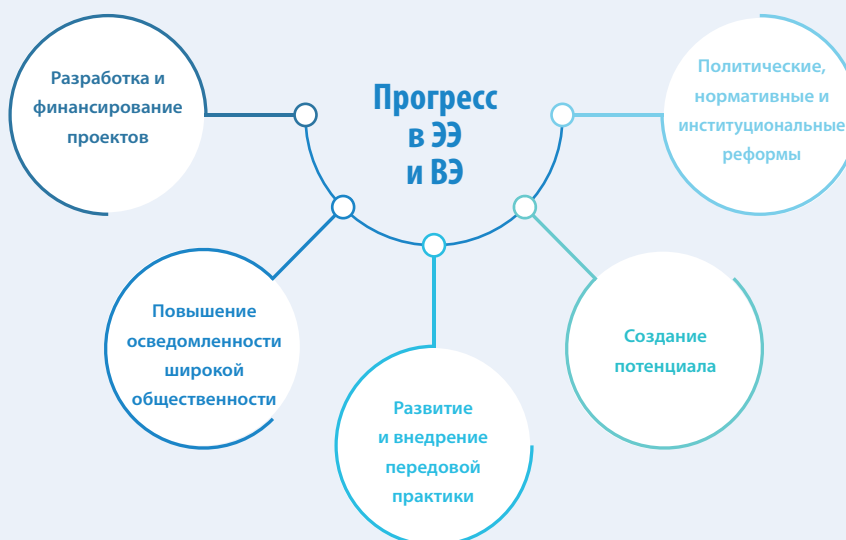 Разработка и
финансирование
проектов
Прогресс
в ЭЭ
и ВЭ
Политические,
нормативные и
институциональные
реформы
Повышение
осведомленности
широкой
общественности
Развитие
и внедрение
передовой
практики
Создание
потенциала